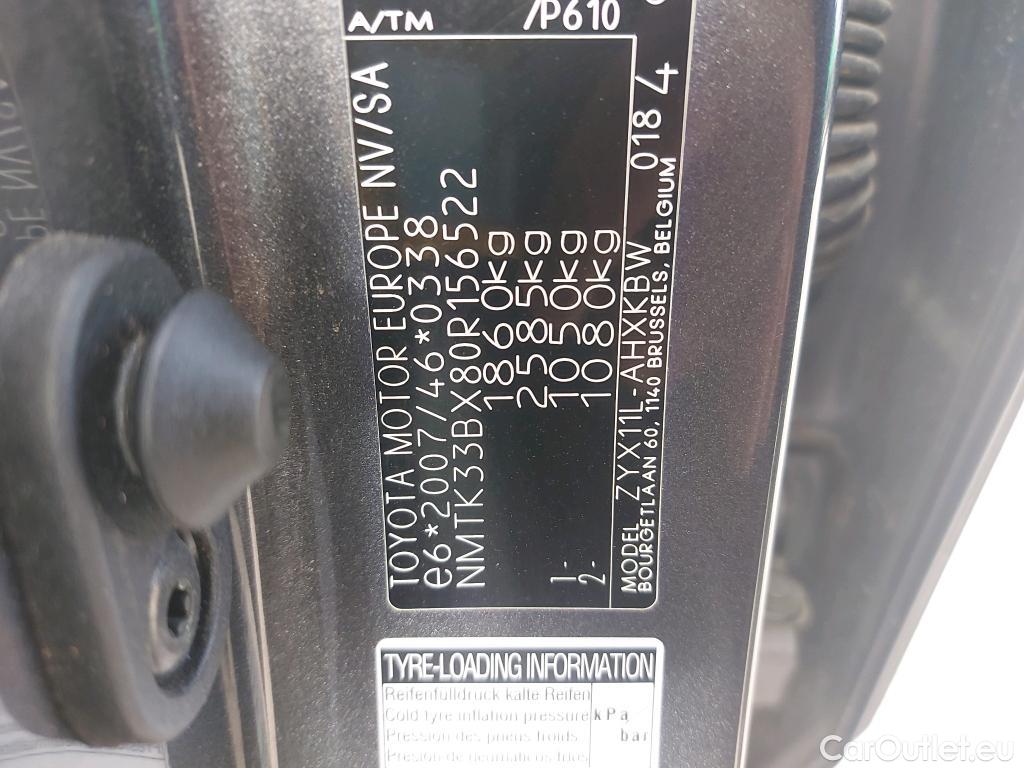 A/TM /P610
TOYOTA MOTOR EUROPE NV/SA
e6*2007/46*0338
NMTK33BX80R156522
1860kg
2585kg
1- 1050kg
2- 1080kg
MODEL ZYX11L-AHXKBW 018 4
BOURGETLAAN 60, 1140 BRUSSELS, BELGIUM
TYRE-LOADING INFORMATION
Reifenfülldruck kalte Reifen
Cold tyre inflation pressure kPa
Pression des pneus froids bar
CarOutlet.eu